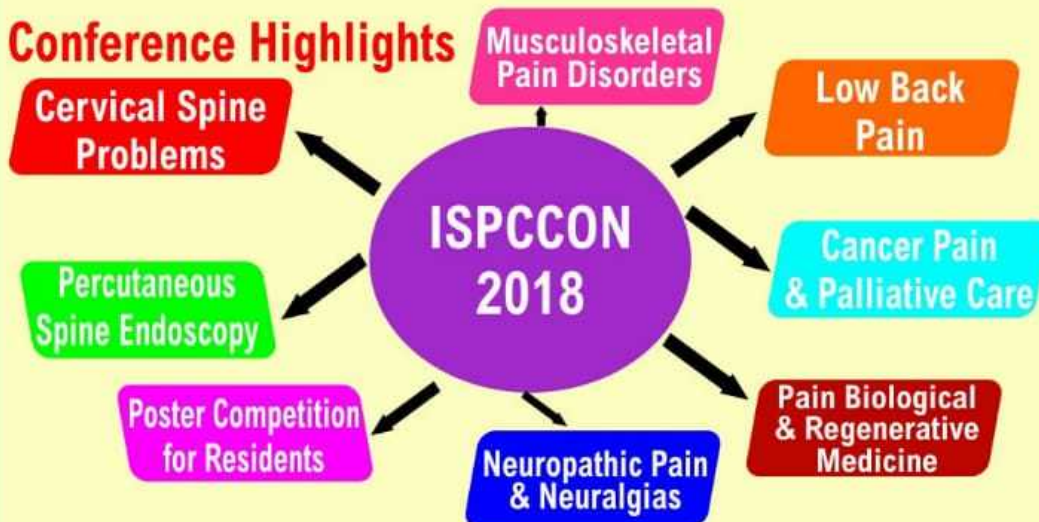 Conference Highlights
Musculoskeletal
Pain Disorders
Cervical Spine
Problems
Low Back
Pain
ISPCCON
2018
Percutaneous
Spine Endoscopy
Cancer Pain
& Palliative Care
Poster Competition
for Residents
Neuropathic Pain
& Neuralgias
Pain Biological
& Regenerative
Medicine